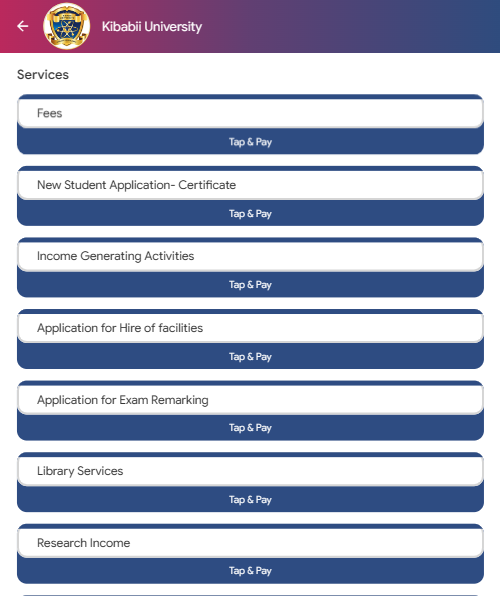 Kibabii University
Services
Fees
Tap & Pay
New Student Application- Certificate
Tap & Pay
Income Generating Activities
Tap & Pay
Application for Hire of facilities
Tap & Pay
Application for Exam Remarking
Tap & Pay
Library Services
Tap & Pay
Research Income
Tap & Pay